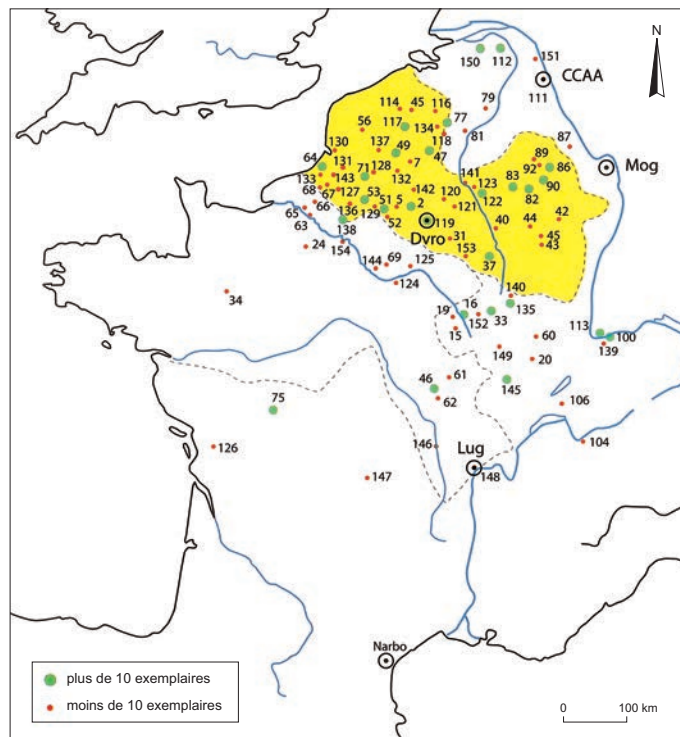 N
150 112 151
CCAA
111
114 45 116 79
56 117 134 77
118 81
130 137 49 47 89 87
64 131 128 7 92 86 Mog
133 143 71 132 141 123 83
68 67 127 53 5 142 120 122 82 90
66 136 129 51 2 121
65 52 119 40 44 42
63 138 Dvro 45
24 154 31 153 43
144 69 125 37
124 140
34 16 135
19 152 33 113 100
15 60 139
149 20
61
46 145
75 62 106
126 146 104
Lug
147 148
Narbo
plus de 10 exemplaires
moins de 10 exemplaires
0 100 km